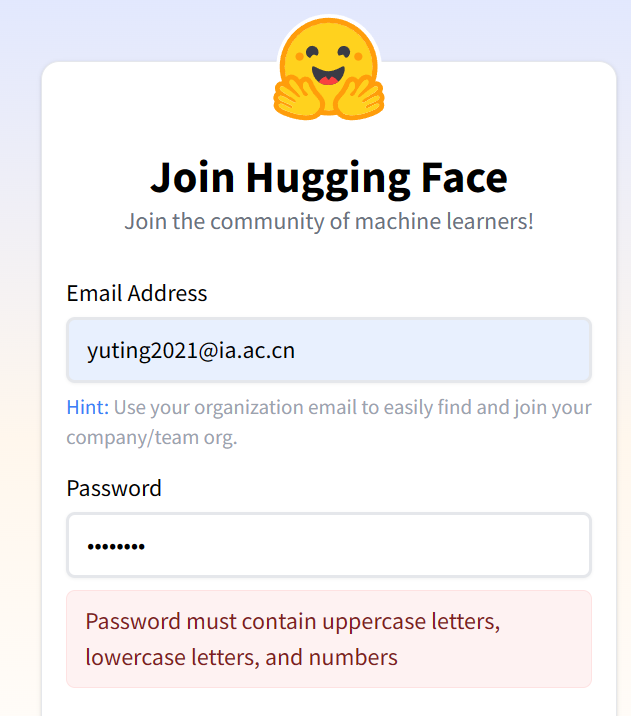 Join Hugging Face
Join the community of machine learners!
Email Address
yuting2021@ia.ac.cn
Hint: Use your organization email to easily find and join your
company/team org.
Password
••••••••
Password must contain uppercase letters,
lowercase letters, and numbers